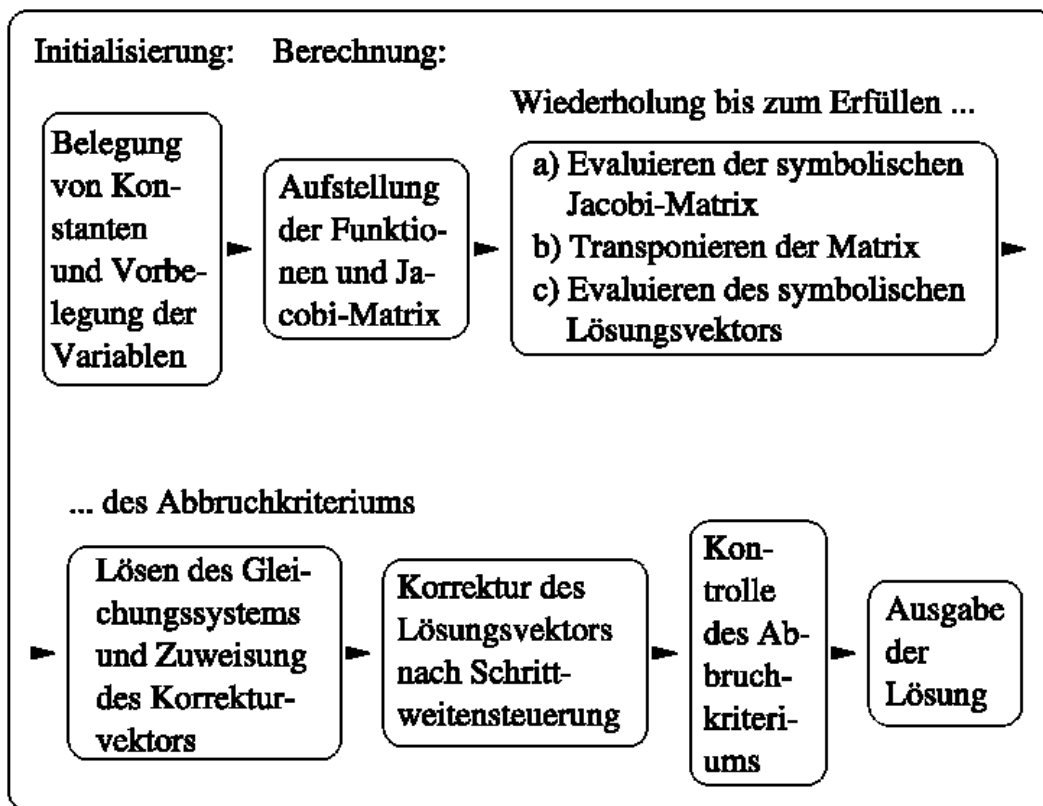 Initialisierung: Berechnung:
Wiederholung bis zum Erfüllen ...
Belegung
von Kon-
stanten
und Vorbe-
legung der
Variablen
Aufstellung
der Funktio-
nen und Ja-
cobi-Matrix
a) Evaluieren der symbolischen
Jacobi-Matrix
b) Transponieren der Matrix
c) Evaluieren des symbolischen
Lösungsvektors
... des Abbruchkriteriums
Lösen des Glei-
chungssystems
und Zuweisung
des Korrektur-
vektors
Korrektur des
Lösungsvektors
nach Schritt-
weitensteuerung
Kon-
trolle
des Ab-
bruch-
kriteri-
ums
Ausgabe
der
Lösung